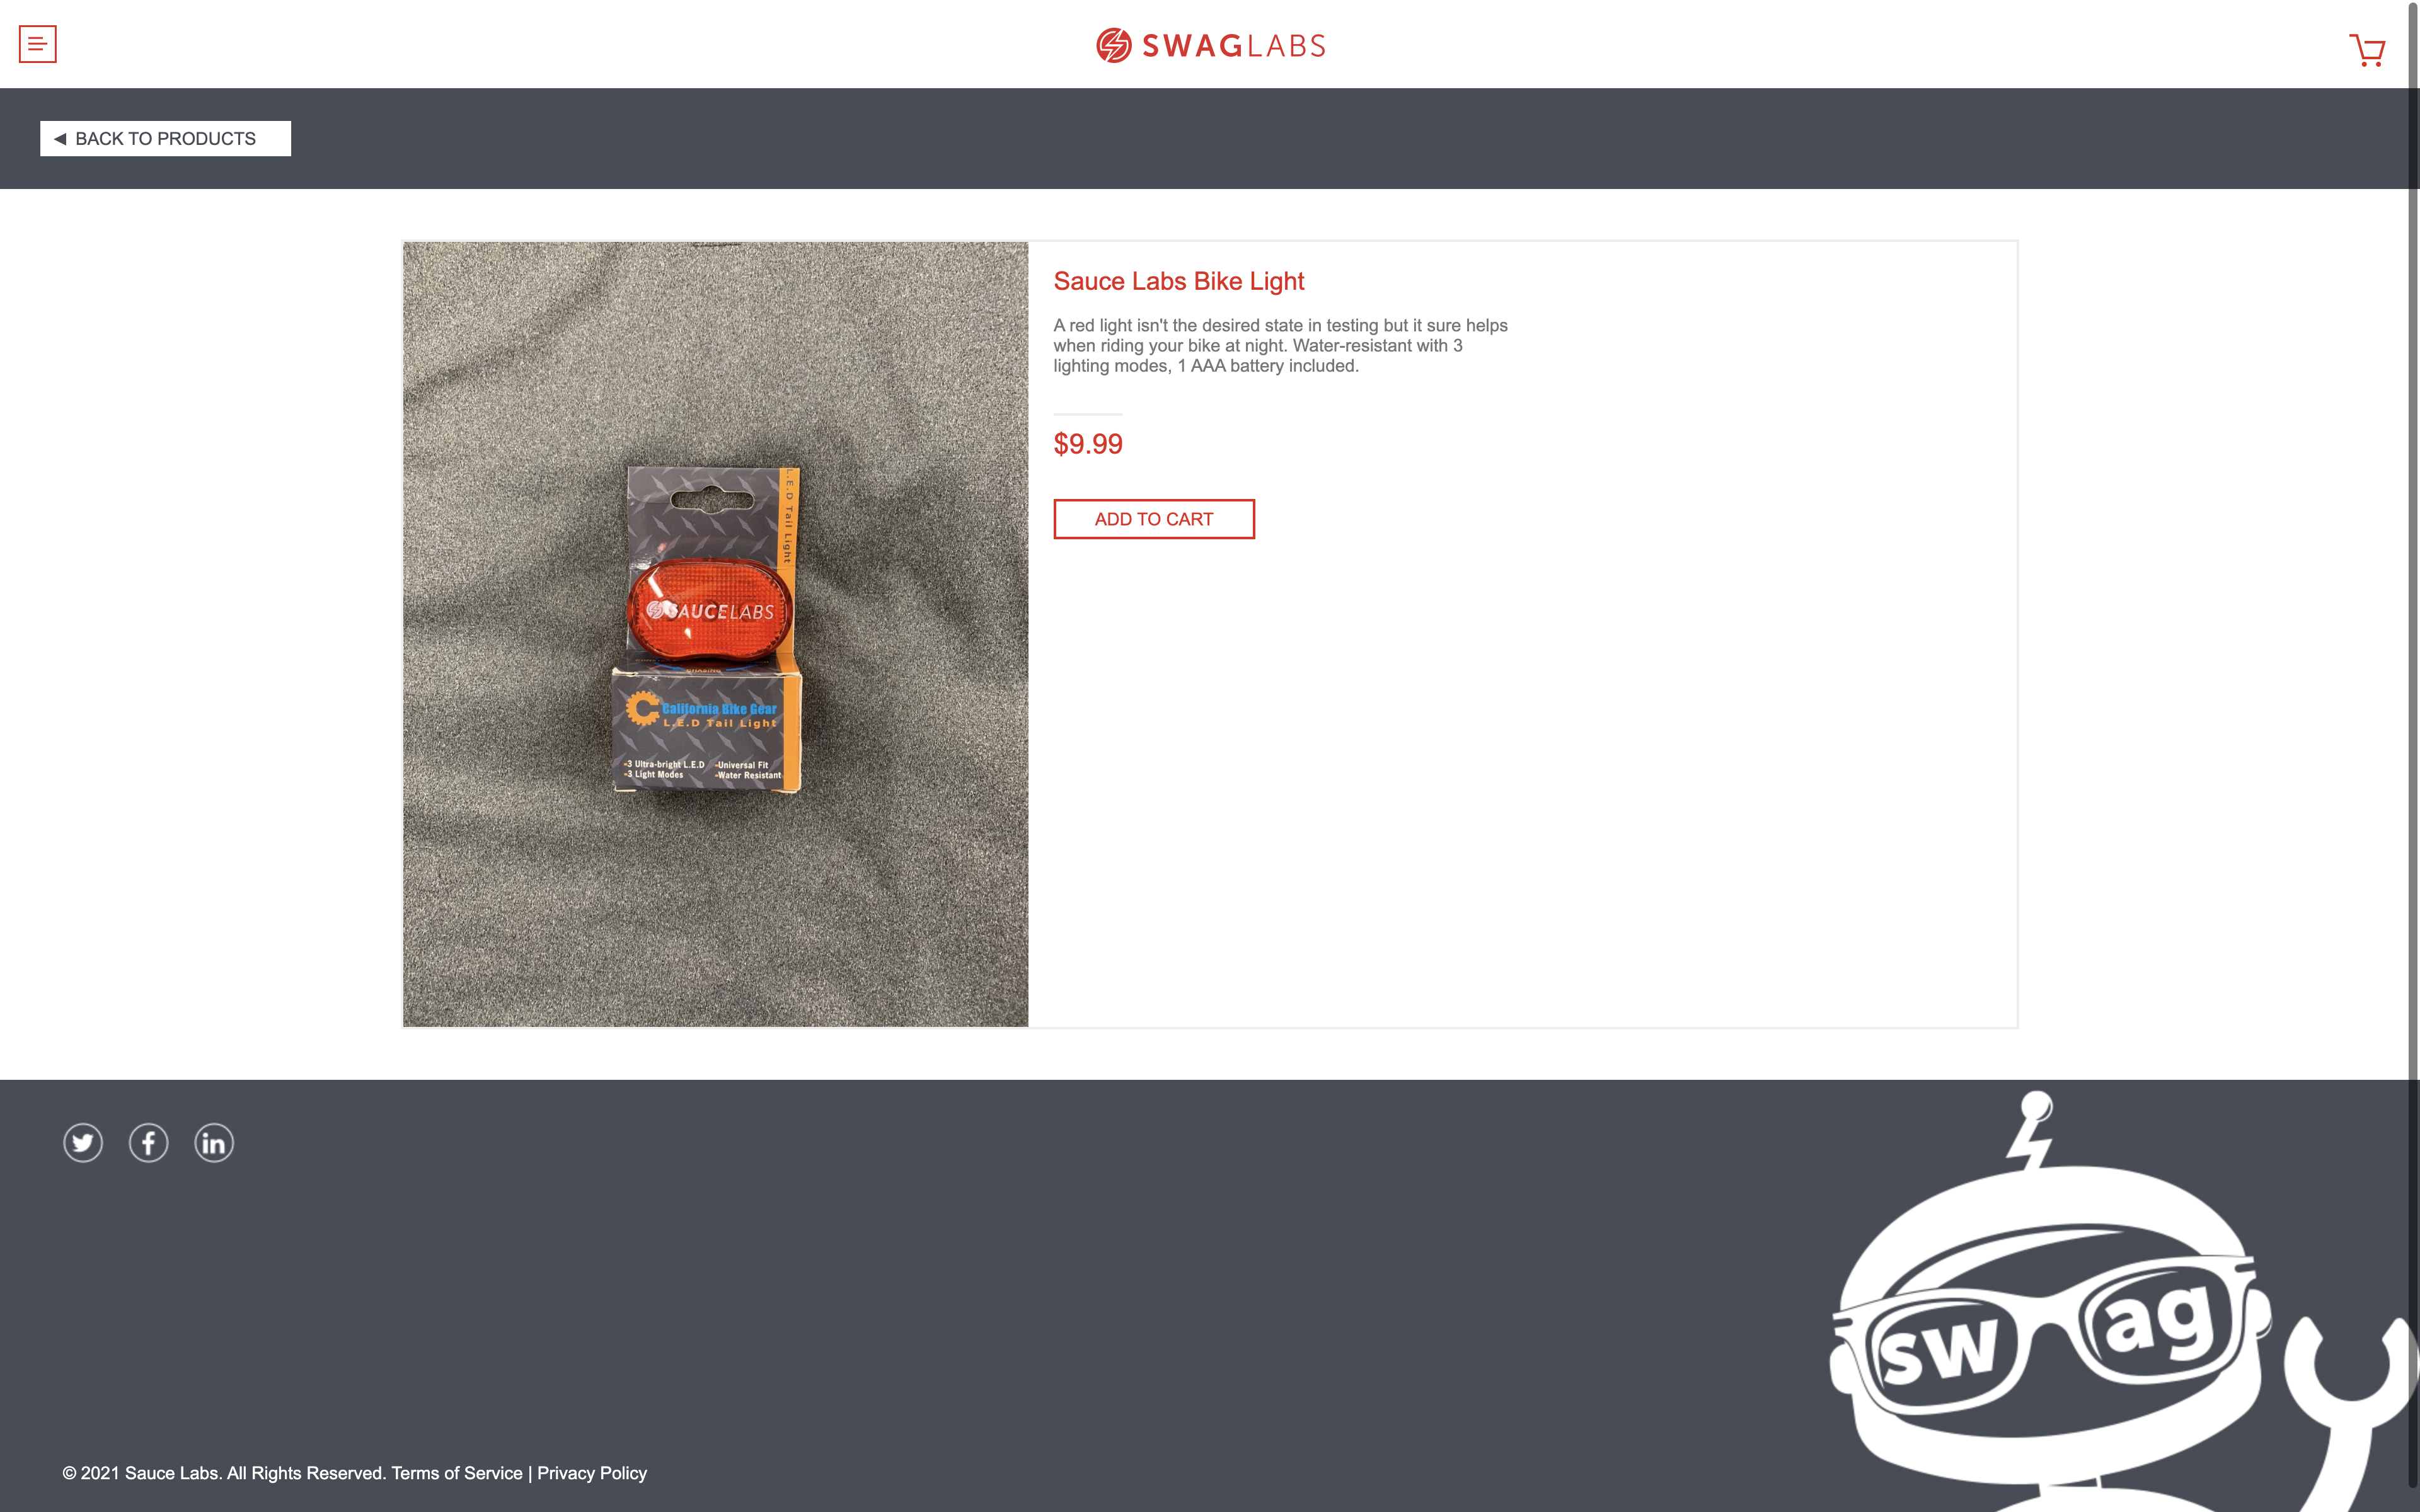 SWAGLABS
BACK TO PRODUCTS
Sauce Labs Bike Light
A red light isn't the desired state in testing but it sure helps
when riding your bike at night. Water-resistant with 3
lighting modes, 1 AAA battery included.
$9.99
ADD TO CART
L.E.D Tail Light
SAUCELABS
CHASING
California Bike Gear
L.E.D Tail Light
-3 Ultra-bright L.E.D -Universal Fit
-3 Light Modes -Water Resistant
sw ag
© 2021 Sauce Labs. All Rights Reserved. Terms of Service | Privacy Policy